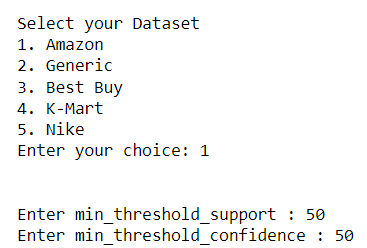 Select your Dataset
1. Amazon
2. Generic
3. Best Buy
4. K-Mart
5. Nike
Enter your choice: 1
Enter min_threshold_support : 50
Enter min_threshold_confidence : 50